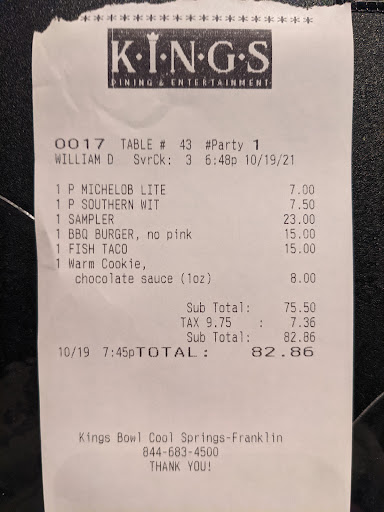 K·I·N·G·S
DINING & ENTERTAINMENT
0017 TABLE # 43 #Party 1
WILLIAM D SvrCk: 3 6:48p 10/19/21
1 P MICHELOB LITE 7.00
1 P SOUTHERN WIT 7.50
1 SAMPLER 23.00
1 BBQ BURGER, no pink 15.00
1 FISH TACO 15.00
1 Warm Cookie,
chocolate sauce (1oz) 8.00
Sub Total: 75.50
TAX 9.75 : 7.36
Sub Total: 82.86
10/19 7:45pTOTAL: 82.86
Kings Bowl Cool Springs-Franklin
844-683-4500
THANK YOU!